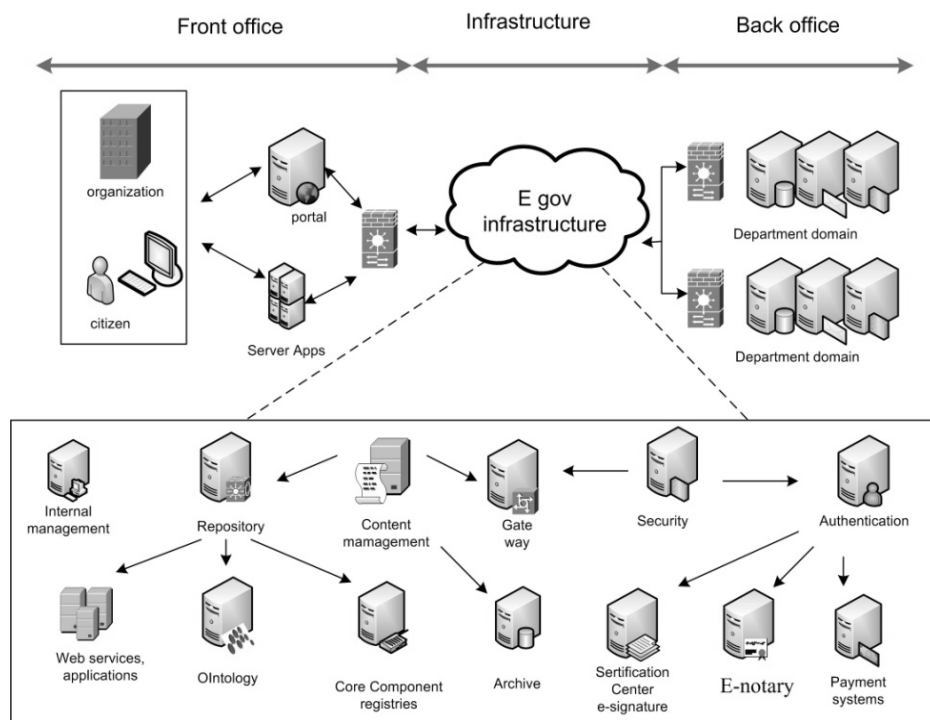 Front office
Infrastructure
Back office
organization
citizen
portal
Server Apps
E gov
infrastructure
Department domain
Department domain
Internal
management
Repository
Content
mamagement
Gate
way
Security
Authentication
Web services,
applications
OIntology
Core Component
registries
Archive
Sertification
Center
e-signature
E-notary
Payment
systems